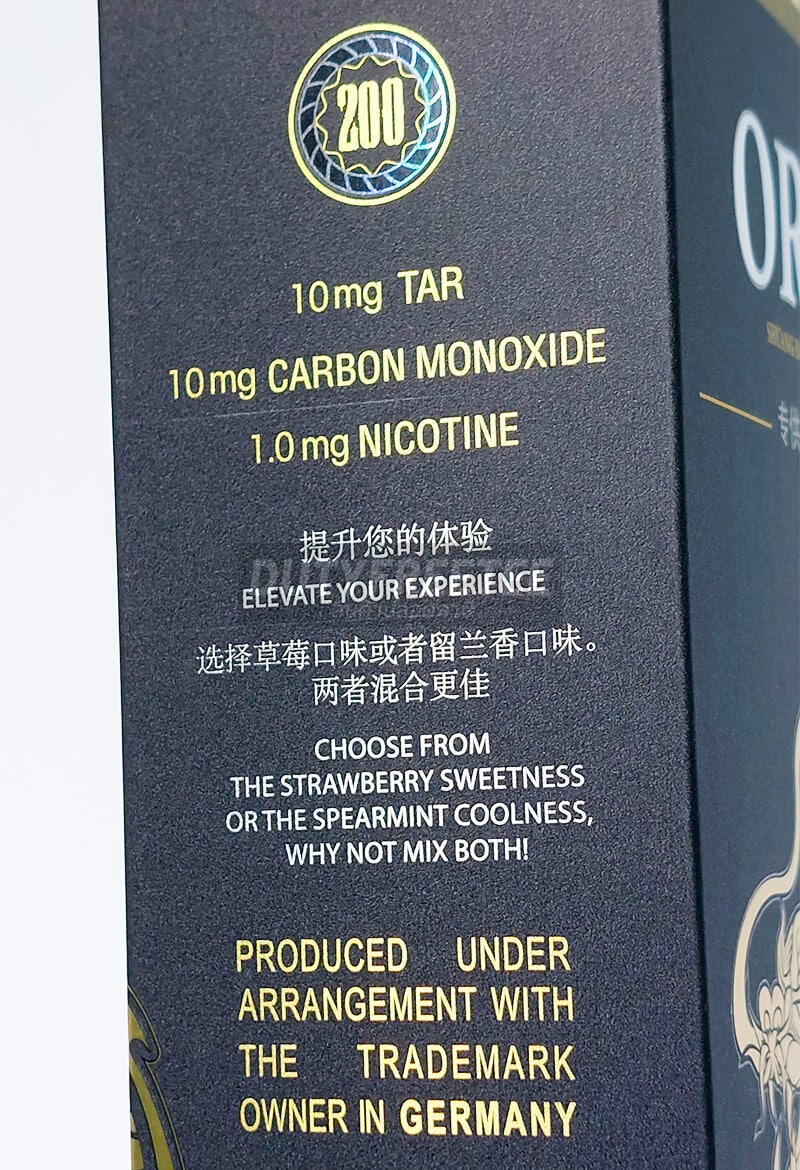 200
10mg TAR
10mg CARBON MONOXIDE
1.0mg NICOTINE
提升您的体验
ELEVATE YOUR EXPERIENCE
选择草莓口味或者留兰香口味。
两者混合更佳
CHOOSE FROM
THE STRAWBERRY SWEETNESS
OR THE SPEARMINT COOLNESS,
WHY NOT MIX BOTH!
PRODUCED UNDER
ARRANGEMENT WITH
THE TRADEMARK
OWNER IN GERMANY
OR
专供